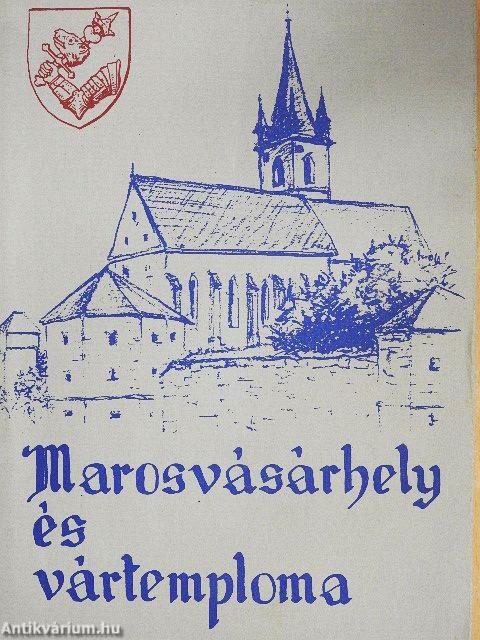 Marosvásárhely
és
vártemploma
Antikvárium.hu